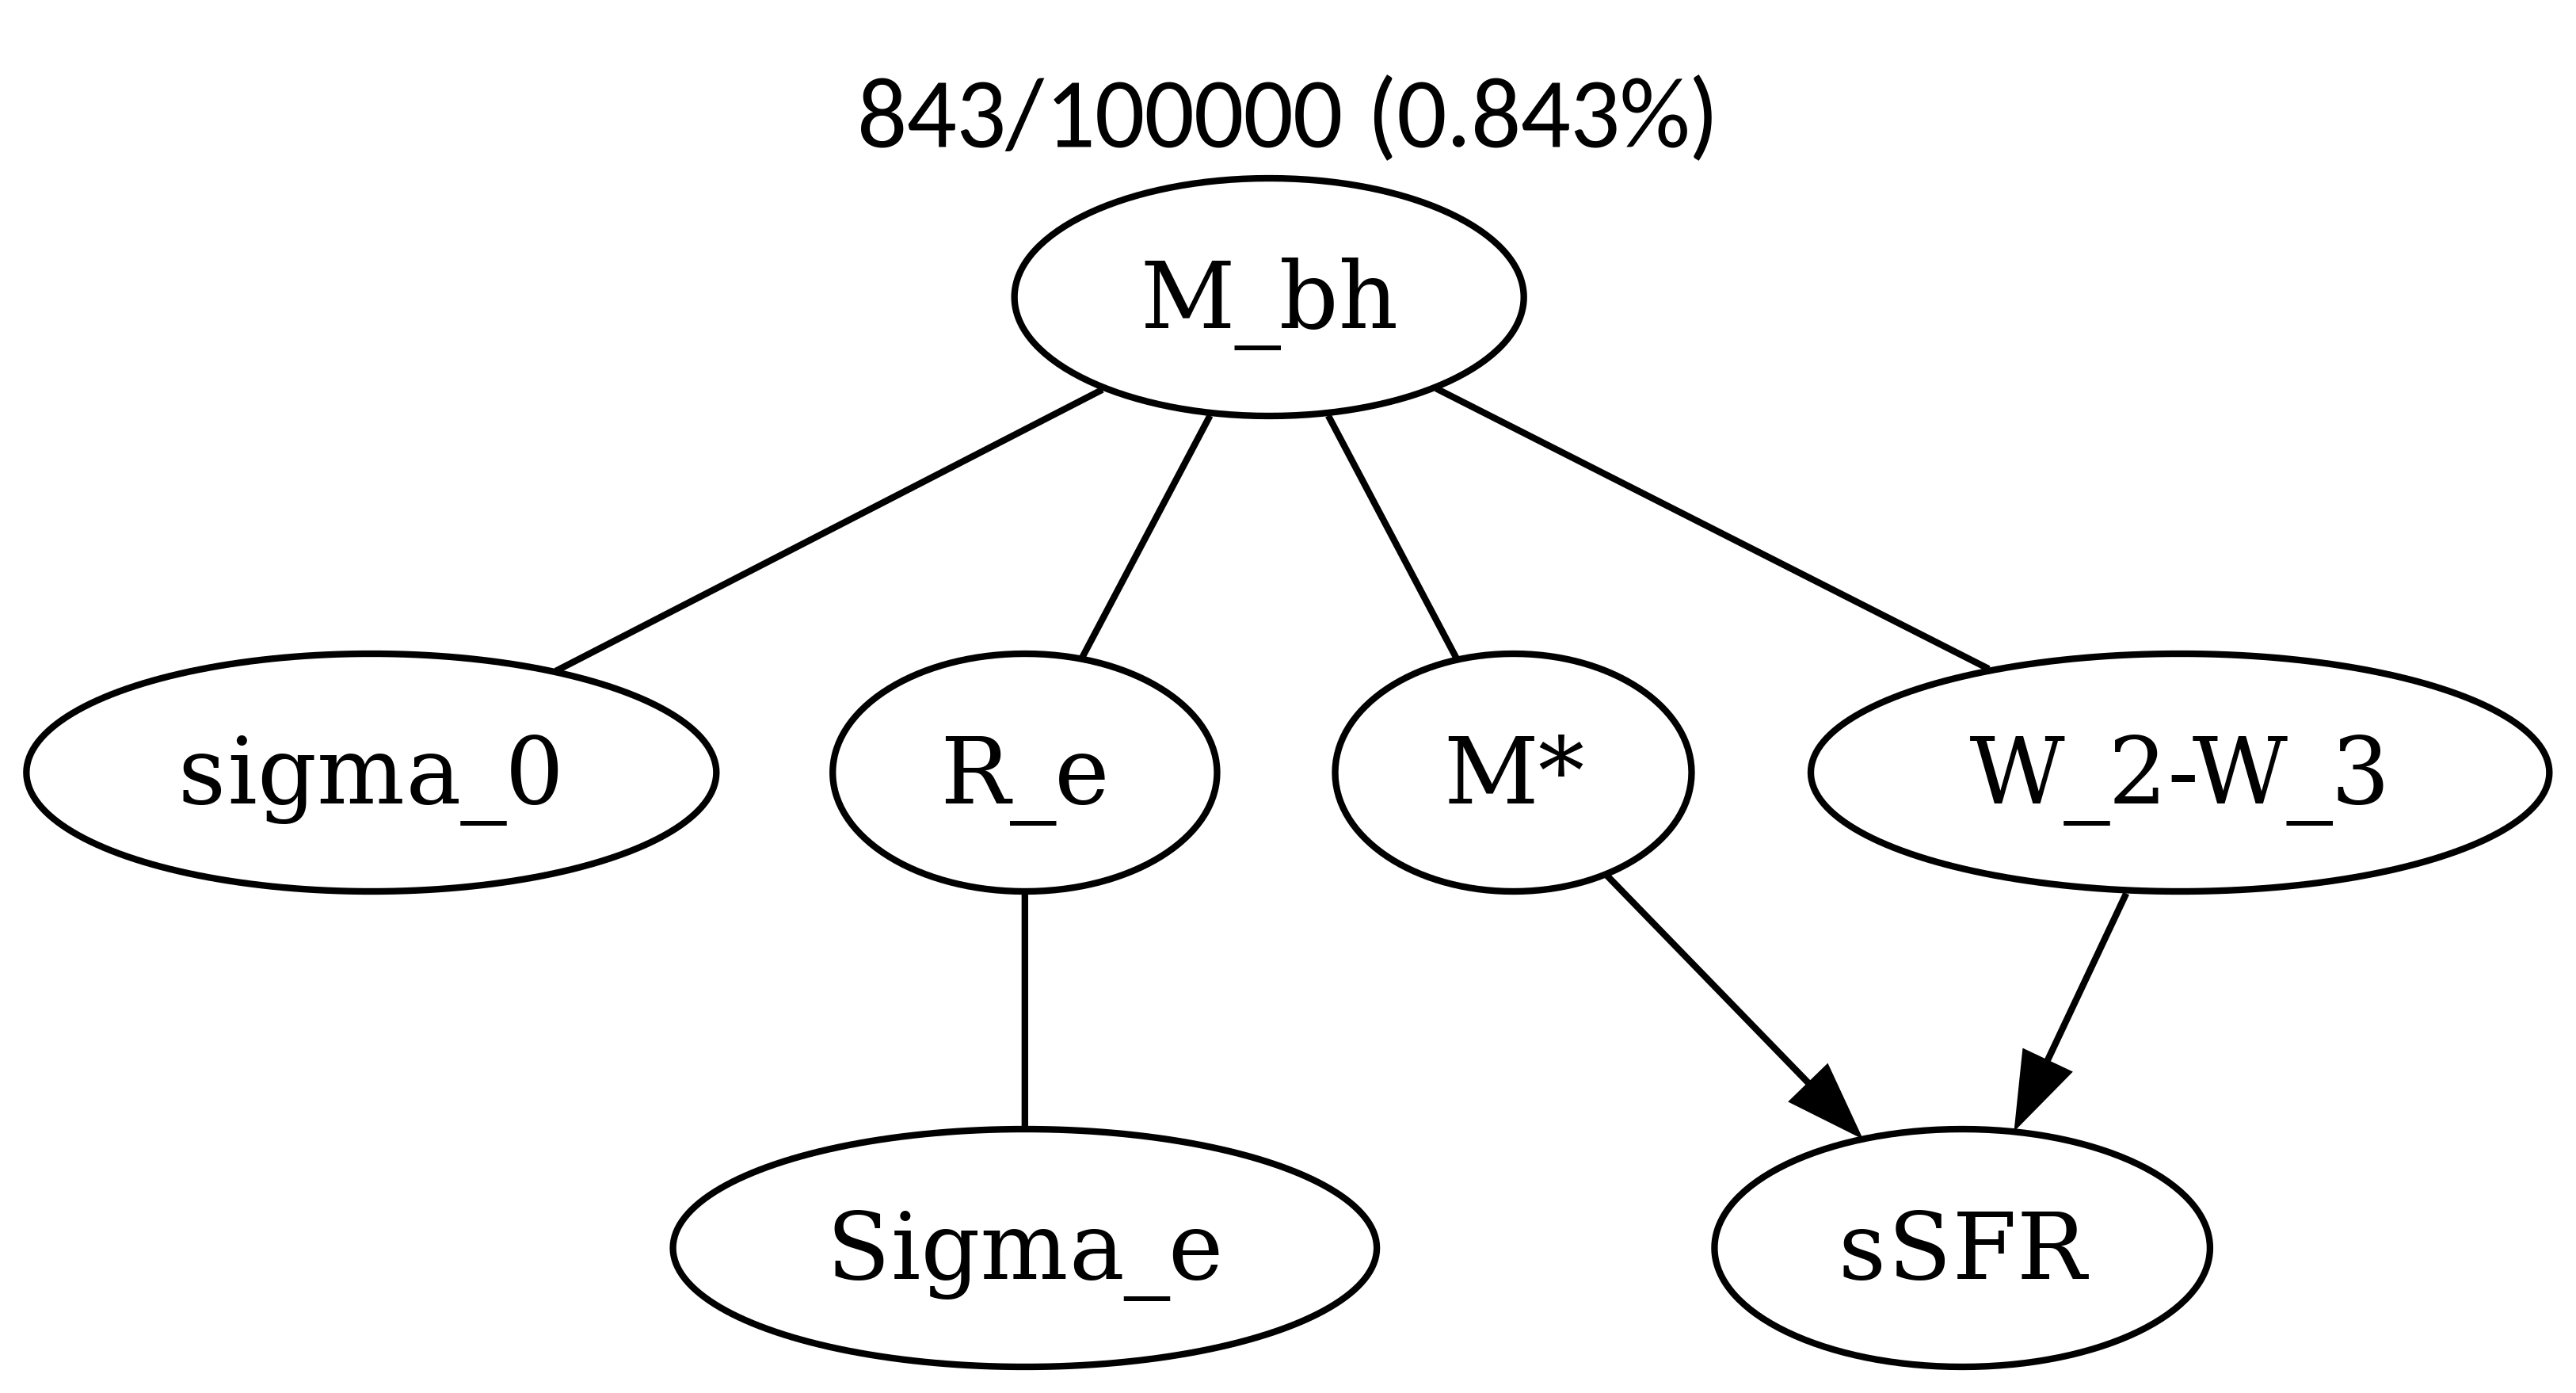 843/100000 (0.843%)
M_bh
sigma_0
R_e
M*
W_2-W_3
Sigma_e
sSFR